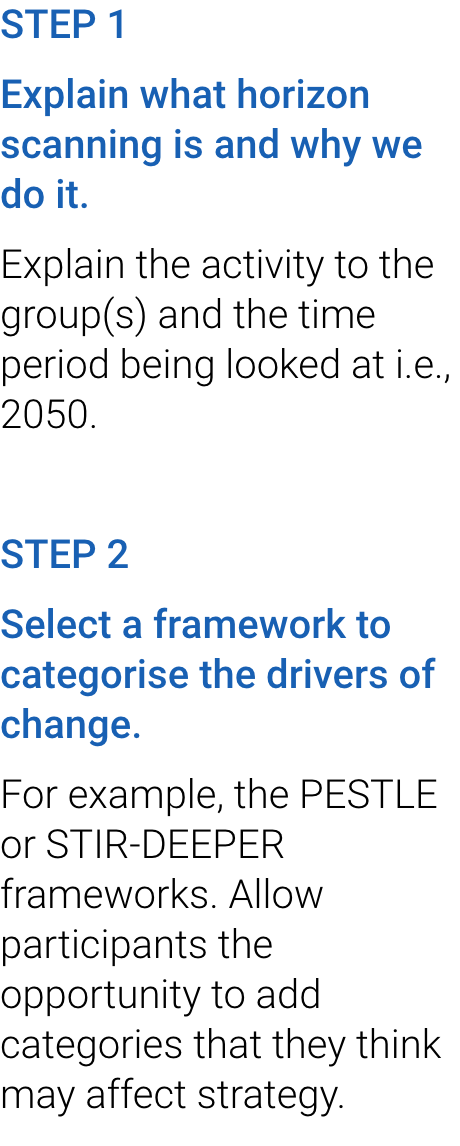 STEP 1
Explain what horizon
scanning is and why we
do it.
Explain the activity to the
group(s) and the time
period being looked at i.e.,
2050.
STEP 2
Select a framework to
categorise the drivers of
change.
For example, the PESTLE
or STIR-DEEPER
frameworks. Allow
participants the
opportunity to add
categories that they think
may affect strategy.